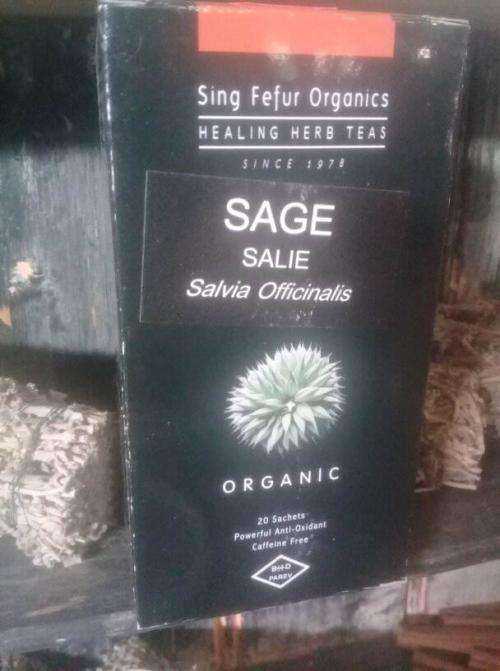 Sing Fefur Organics
HEALING HERB TEAS
SINCE 1978
SAGE
SALIE
Salvia Officinalis
ORGANIC
20 Sachets
Powerful Anti-Oxidant
Caffeine Free
BHD
PAREV